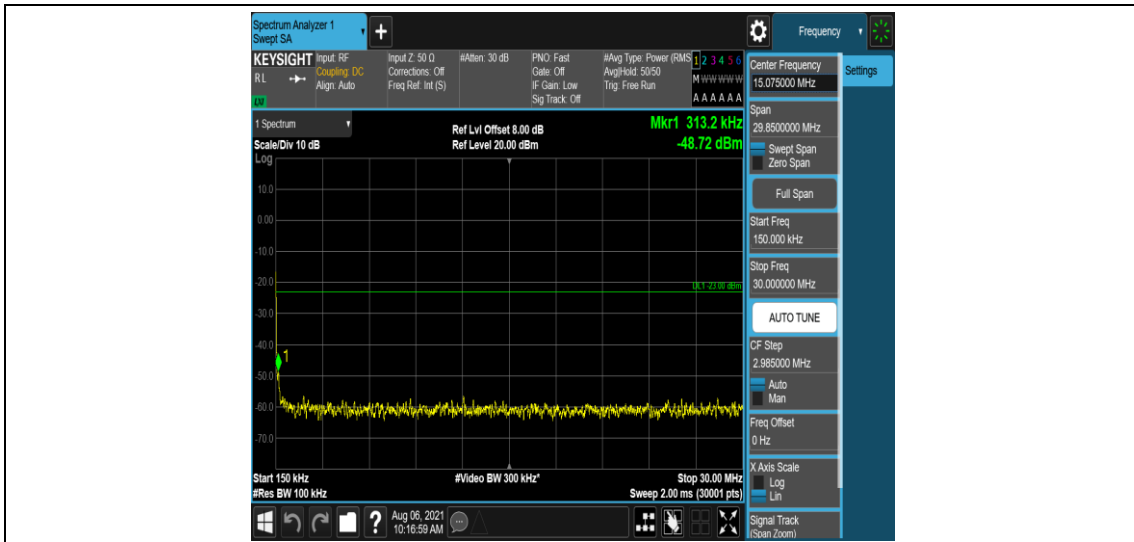 Spectrum Analyzer 1
Swept SA
+
Frequency
KEYSIGHT
RL
LM
Input: RF
Coupling: DC
Align: Auto
Input Z: 50 Ω
Corrections: Off
Freq Ref: Int (S)
#Atten: 30 dB
PNO: Fast
Gate: Off
IF Gain: Low
Sig Track: Off
#Avg Type: Power (RMS
Avg|Hold: 50/50
Trig: Free Run
1 2 3 4 5 6
M W W W W W
A A A A A A
1 Spectrum
Scale/Div 10 dB
Ref Lvl Offset 8.00 dB
Ref Level 20.00 dBm
Mkr1 313.2 kHz
-48.72 dBm
Log
10.0
0.00
-10.0
-20.0
DL1 -23.00 dBm
-30.0
-40.0
1
-50.0
-60.0
-70.0
Start 150 kHz
#Res BW 100 kHz
#Video BW 300 kHz*
Stop 30.00 MHz
Sweep 2.00 ms (30001 pts)
?
Aug 06, 2021
10:16:59 AM
Center Frequency
15.075000 MHz
Settings
Span
29.8500000 MHz
Swept Span
Zero Span
Full Span
Start Freq
150.000 kHz
Stop Freq
30.000000 MHz
AUTO TUNE
CF Step
2.985000 MHz
Auto
Man
Freq Offset
0 Hz
X Axis Scale
Log
Lin
Signal Track
(Span Zoom)